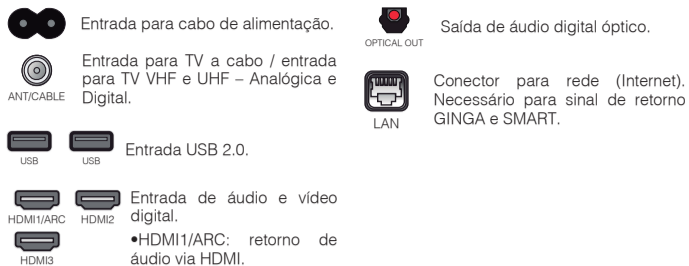 Entrada para cabo de alimentação.
ANT/CABLE
Entrada para TV a cabo / entrada
para TV VHF e UHF – Analógica e
Digital.
USB
USB
Entrada USB 2.0.
HDMI1/ARC
HDMI2
HDMI3
Entrada de áudio e vídeo
digital.
•HDMI1/ARC: retorno de
áudio via HDMI.
OPTICAL OUT
Saída de áudio digital óptico.
LAN
Conector para rede (Internet).
Necessário para sinal de retorno
GINGA e SMART.